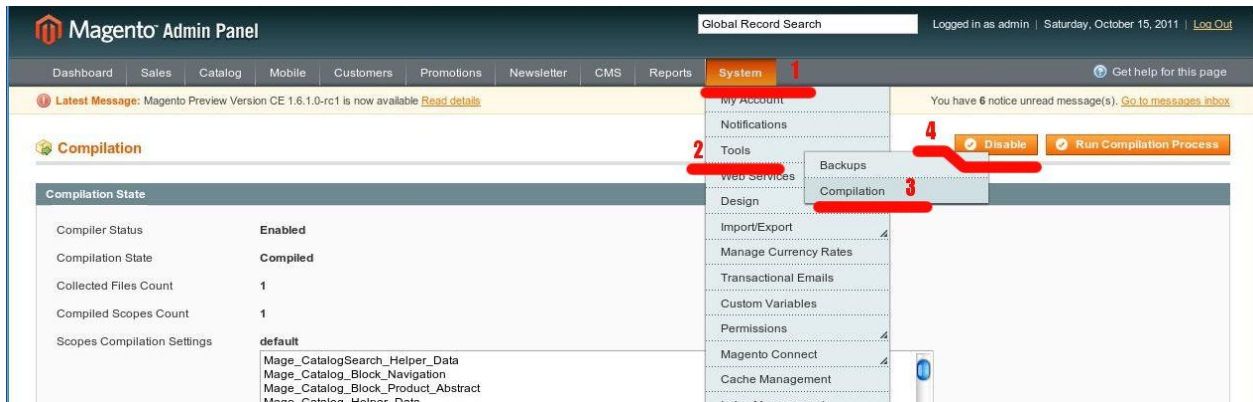 Magento Admin Panel
Global Record Search
Logged in as admin | Saturday, October 15, 2011 | Log Out
Dashboard Sales Catalog Mobile Customers Promotions Newsletter CMS Reports System 1
Get help for this page
Latest Message: Magento Preview Version CE 1.6.1.0-rc1 is now available Read details
You have 6 notice unread message(s). Go to messages inbox
My Account
Notifications
2 Tools
Web Services
Design
Import/Export
Manage Currency Rates
Transactional Emails
Custom Variables
Permissions
Magento Connect
Cache Management
Backups
Compilation 3
4
Compilation
Disable
Run Compilation Process
Compilation State
Compiler Status Enabled
Compilation State Compiled
Collected Files Count 1
Compiled Scopes Count 1
Scopes Compilation Settings default
Mage_CatalogSearch_Helper_Data
Mage_Catalog_Block_Navigation
Mage_Catalog_Block_Product_Abstract
Mage_Catalog_Helper_Data